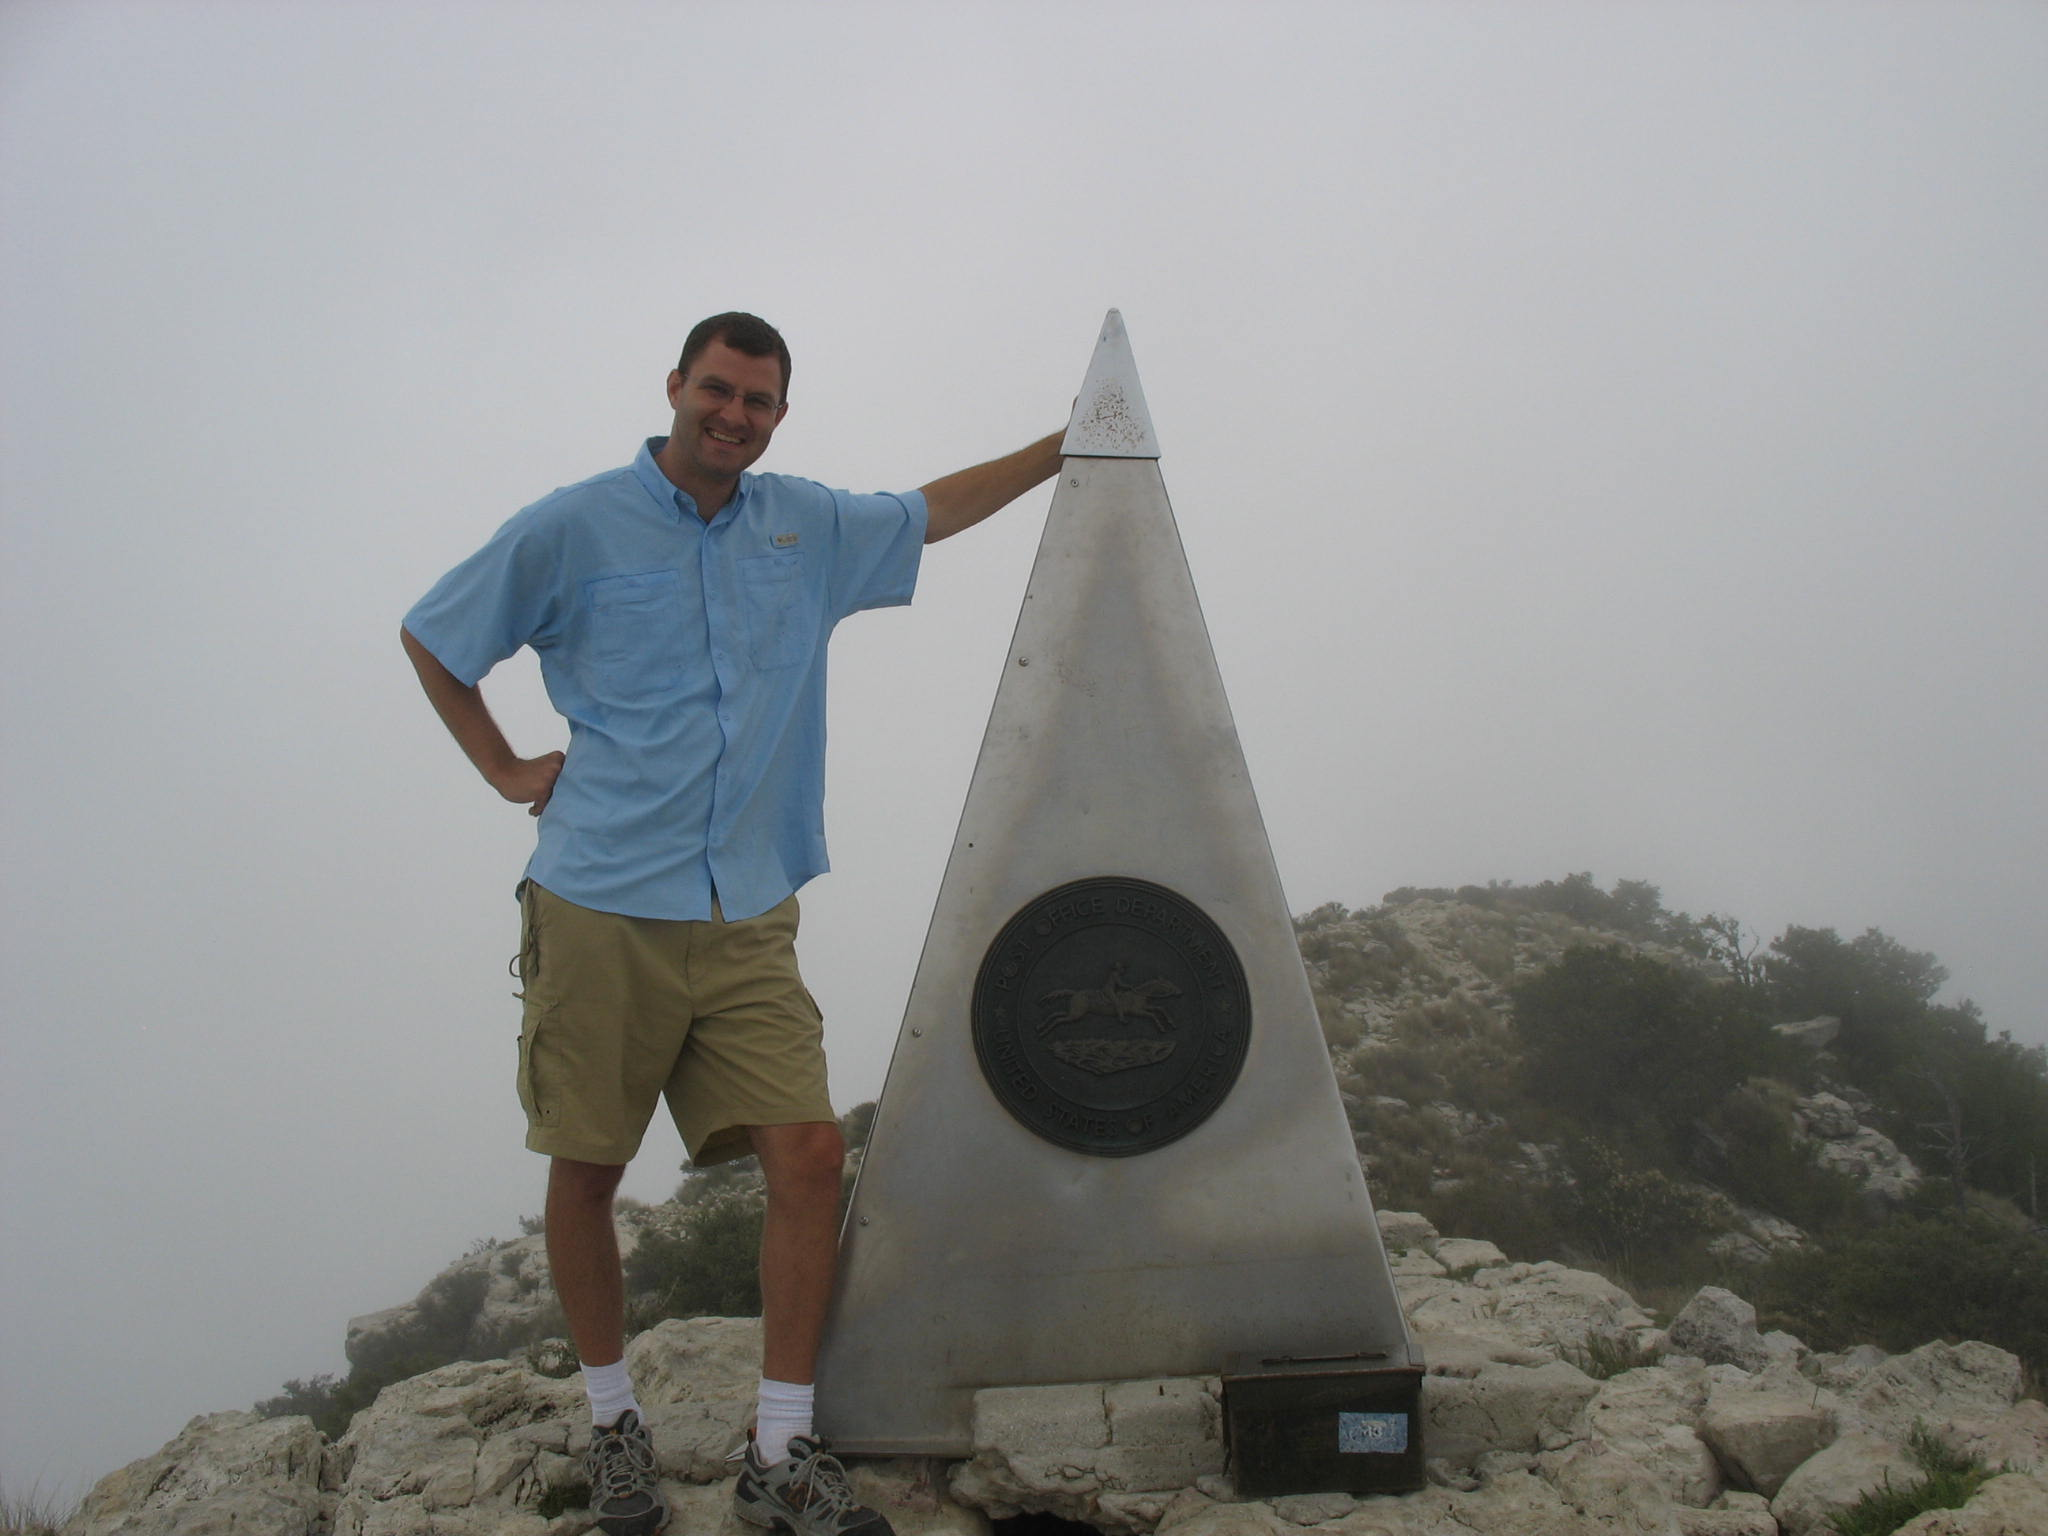 POST OFFICE DEPARTMENT
★ UNITED STATES OF AMERICA ★